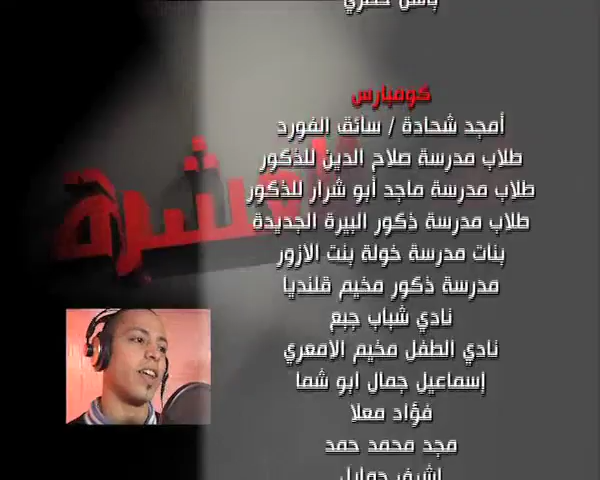 باسل خصري
كومبارس
أمجد شحادة / سائق الفورد
طلاب مدرسة صلاح الدين للذكور
طلاب مدرسة ماجد أبو شرار للذكور
طلاب مدرسة ذكور البيرة الجديدة
بنات مدرسة خولة بنت الازور
مدرسة ذكور مخيم قلنديا
نادي شباب جبع
نادي الطفل مخيم الامعري
إسماعيل جمال ابو شما
فؤاد معلا
مجد محمد حمد